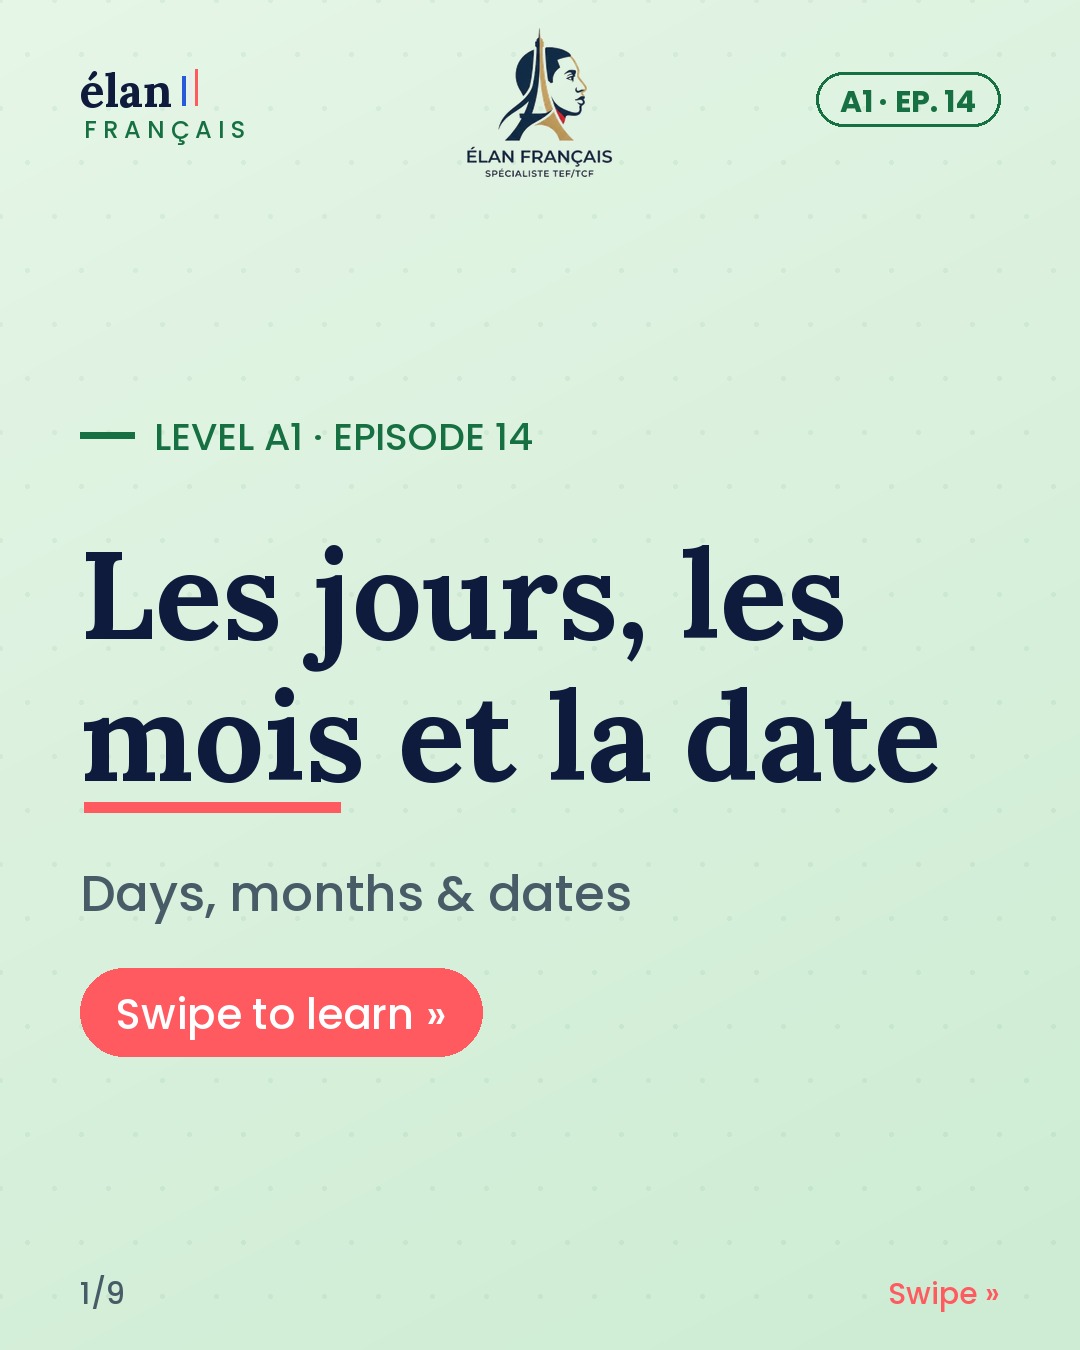 élan
FRANÇAIS
ÉLAN FRANÇAIS
SPÉCIALISTE TEF/TCF
A1 · EP. 14
LEVEL A1 · EPISODE 14
Les jours, les
mois et la date
Days, months & dates
Swipe to learn »
1/9
Swipe »